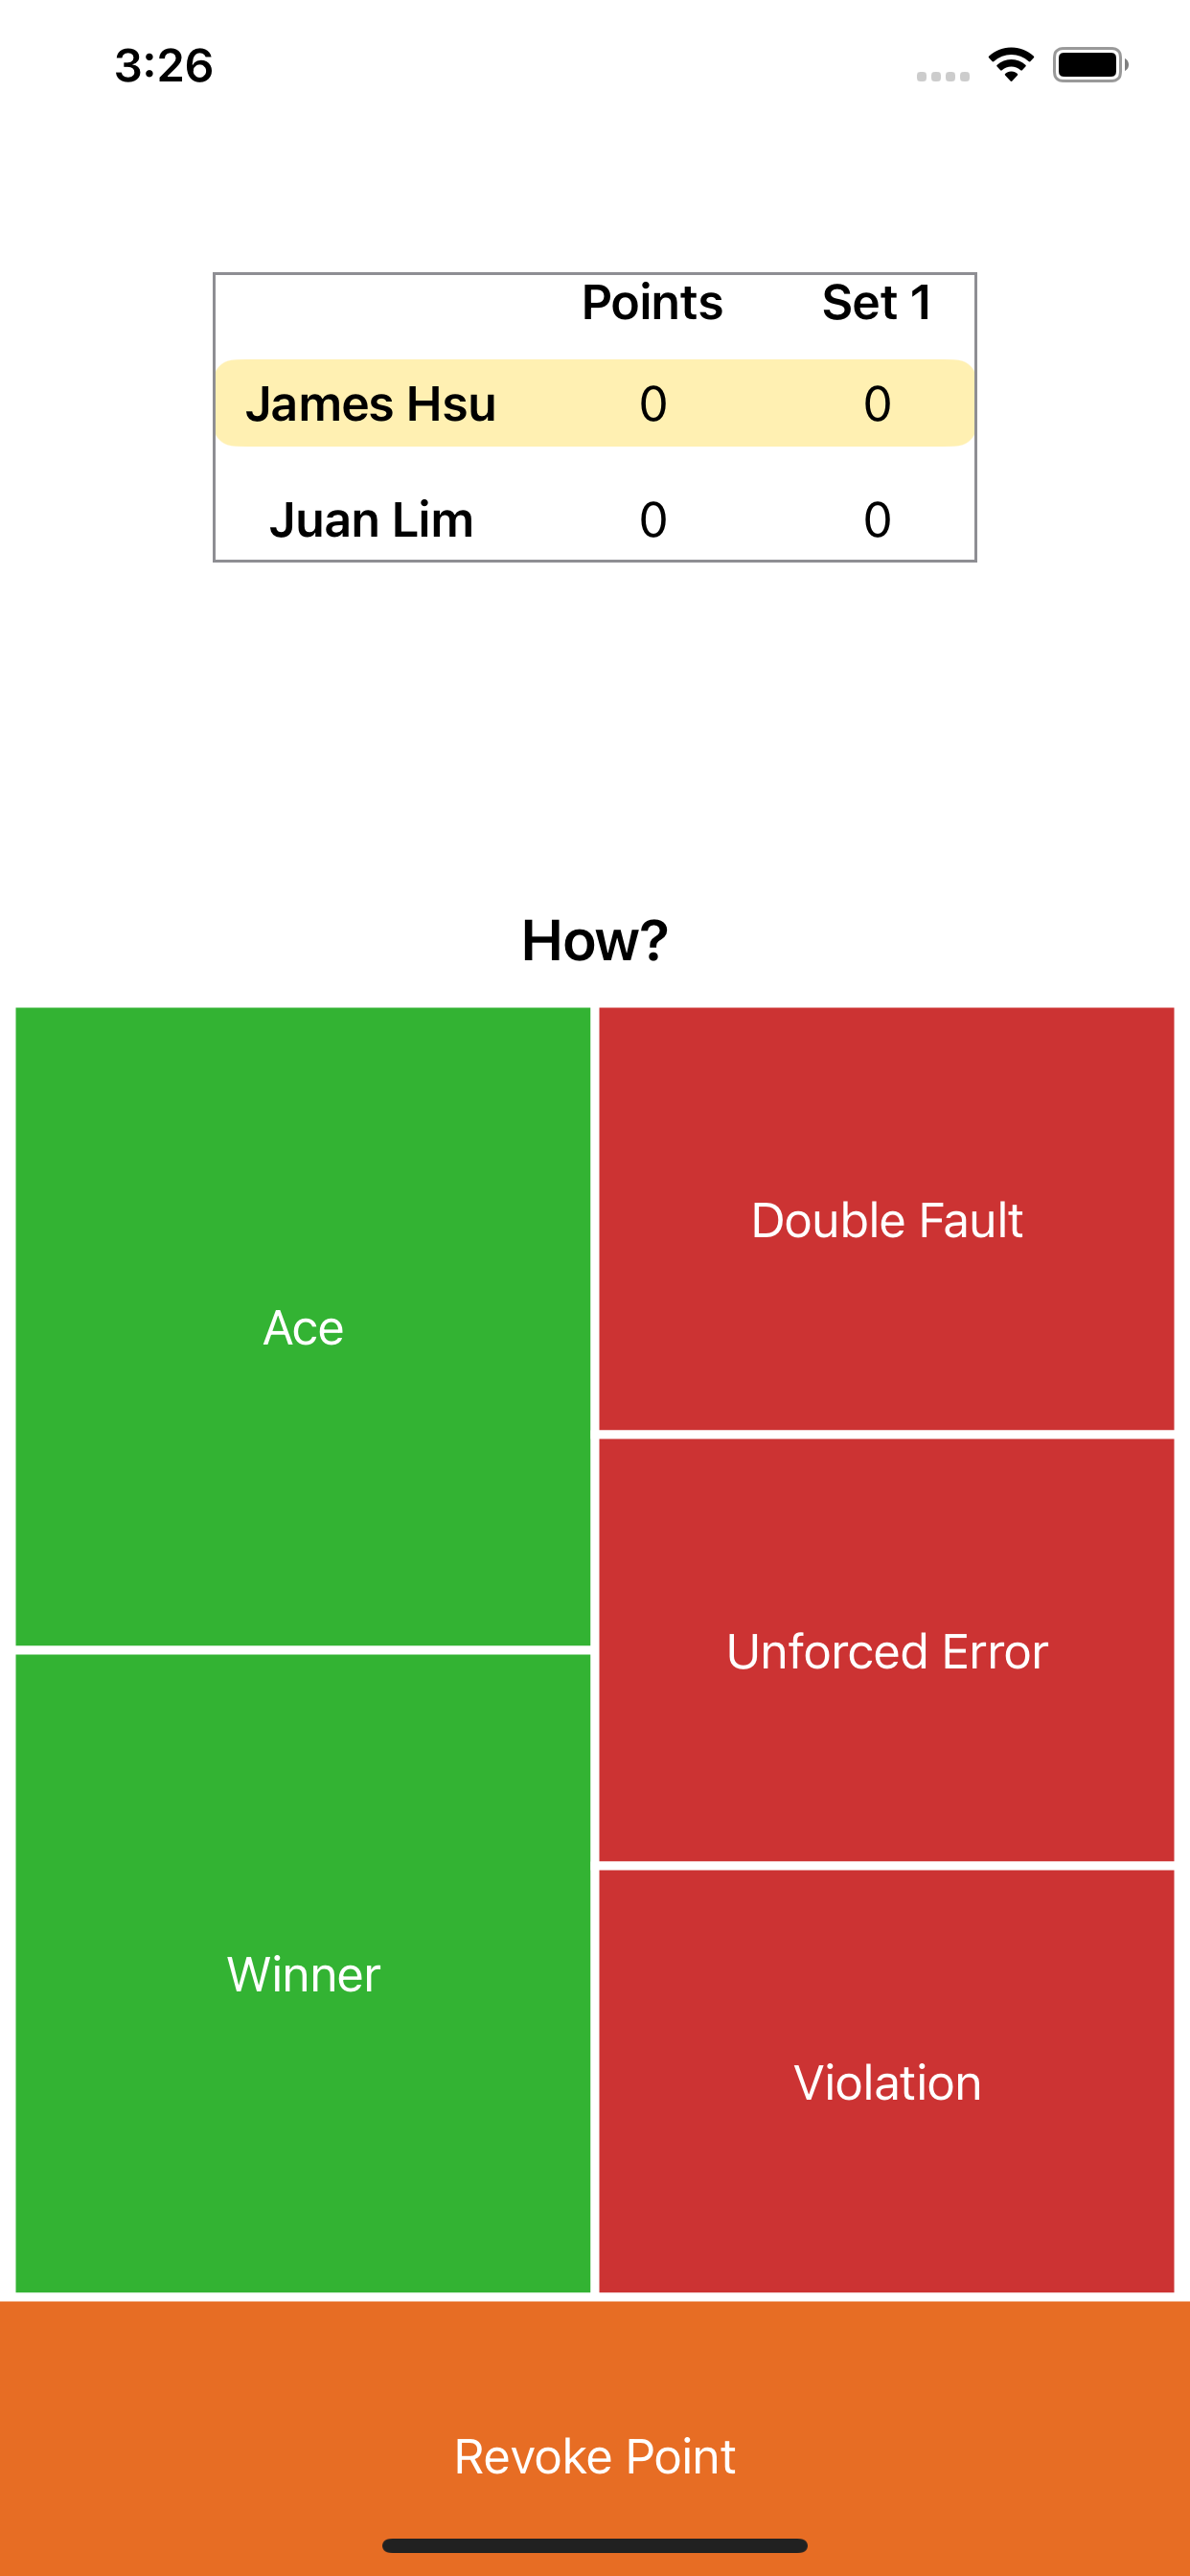 3:26
Points Set 1
James Hsu 0 0
Juan Lim 0 0
How?
Ace
Double Fault
Unforced Error
Winner
Violation
Revoke Point